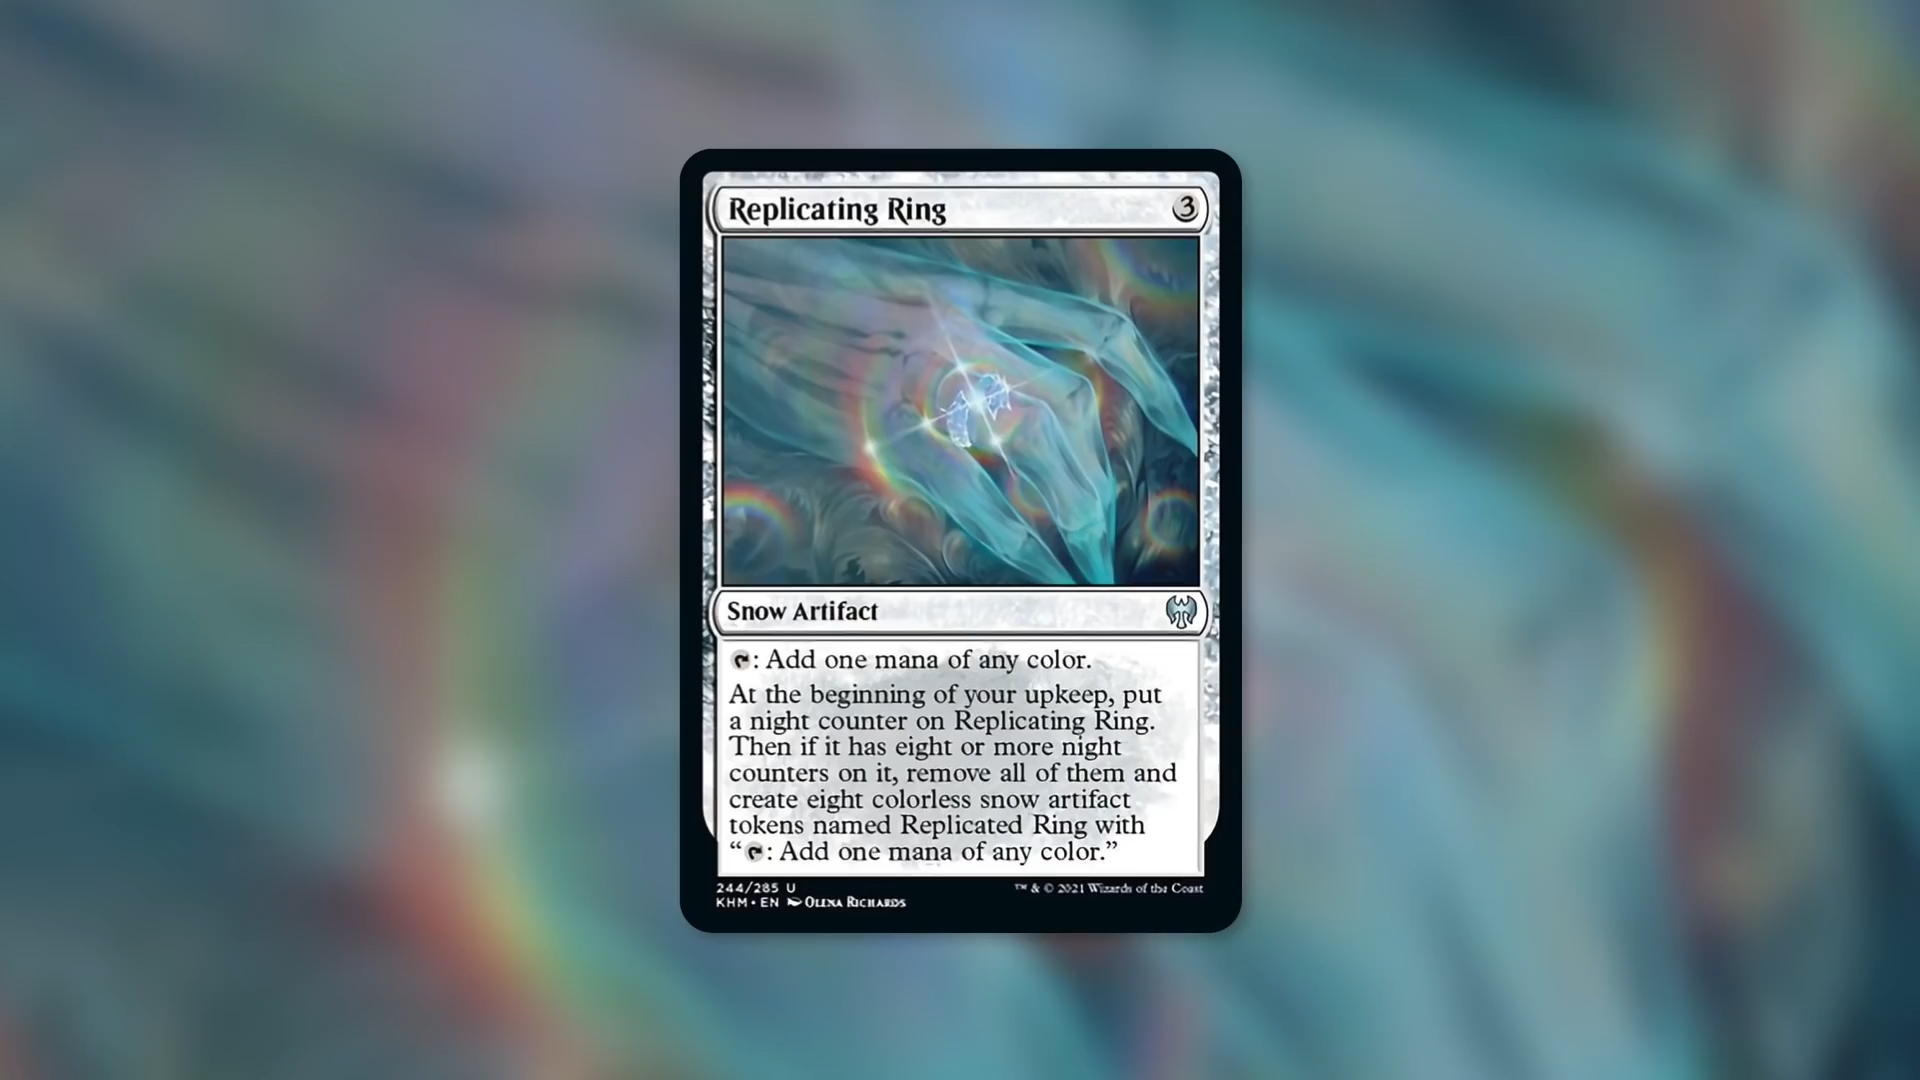 Replicating Ring 3
Snow Artifact
: Add one mana of any color.
At the beginning of your upkeep, put
a night counter on Replicating Ring.
Then if it has eight or more night
counters on it, remove all of them and
create eight colorless snow artifact
tokens named Replicated Ring with
“: Add one mana of any color.”
244/285 U
™ & © 2021 Wizards of the Coast
KHM • EN Olena Richards